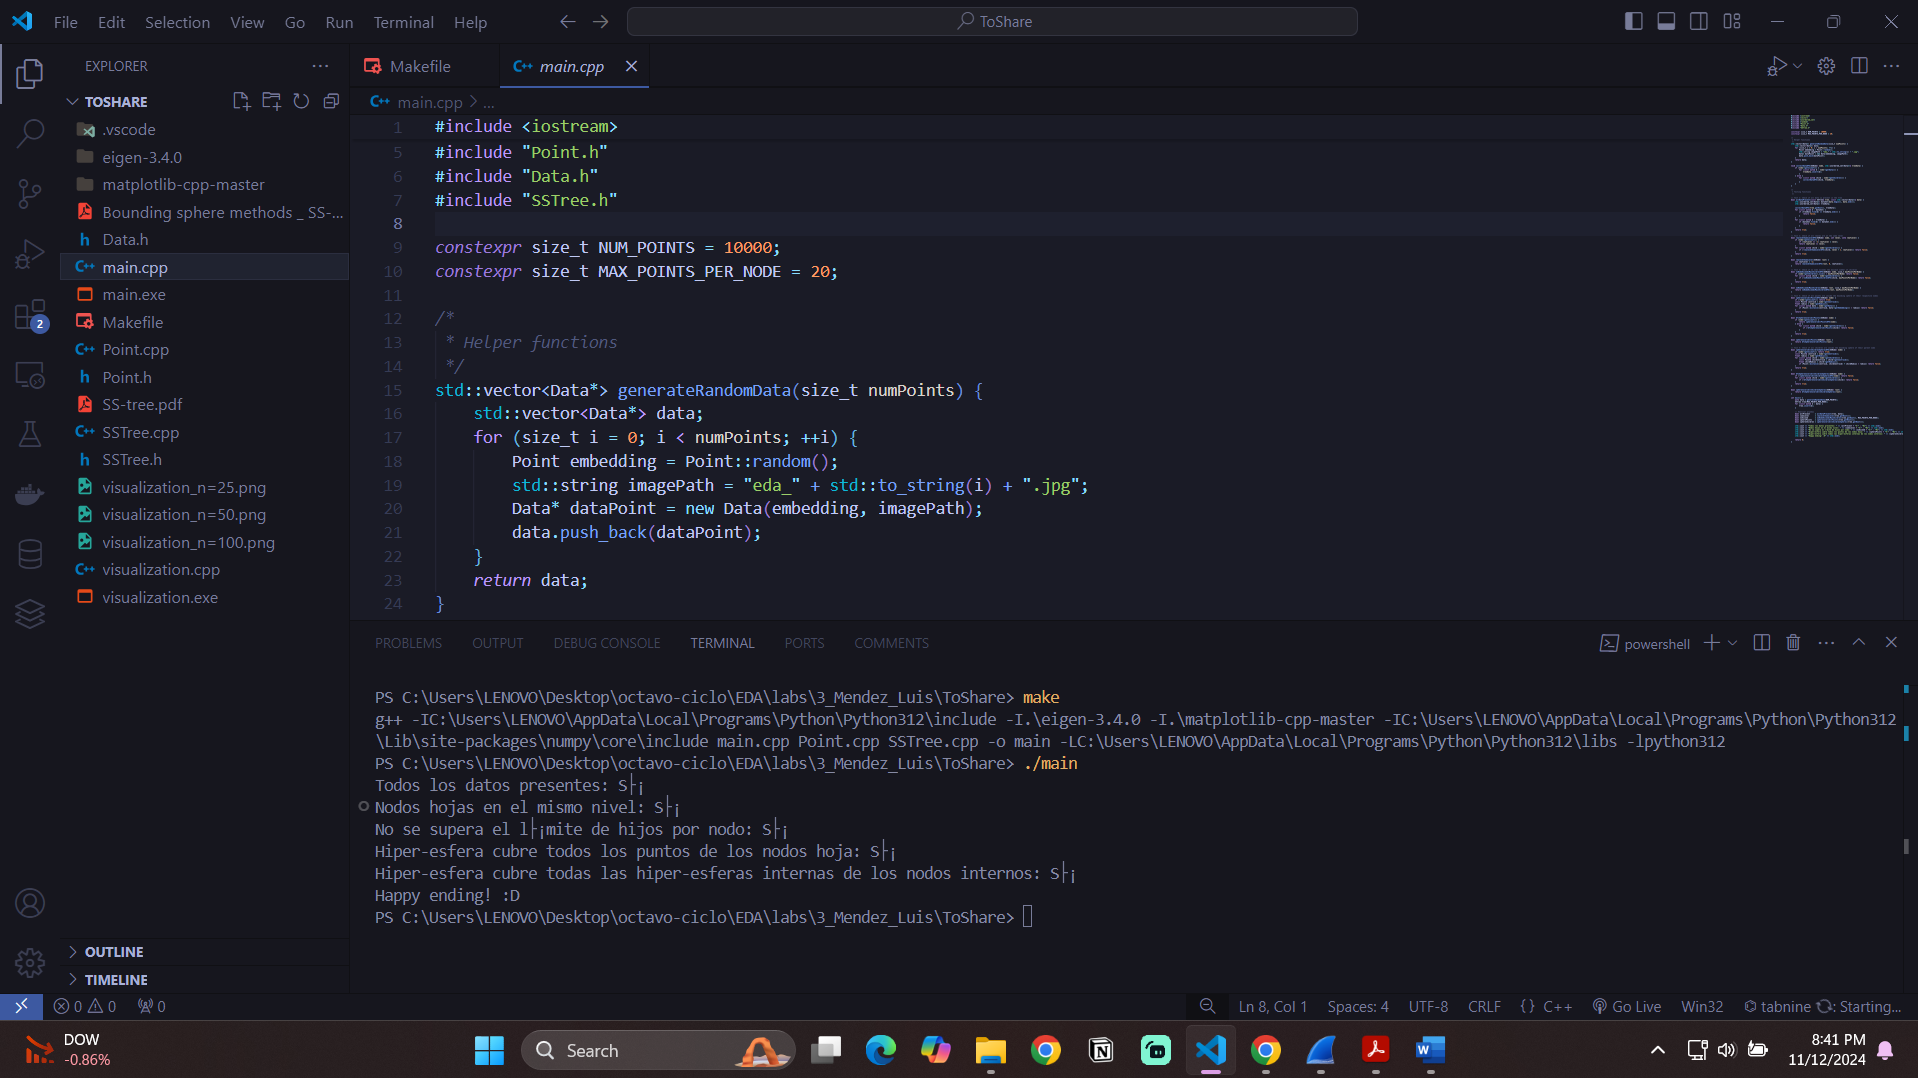 File Edit Selection View Go Run Terminal Help
ToShare
EXPLORER
TOSHARE
.vscode
eigen-3.4.0
matplotlib-cpp-master
Bounding sphere methods _ SS-...
Data.h
main.cpp
main.exe
Makefile
Point.cpp
Point.h
SS-tree.pdf
SSTree.cpp
SSTree.h
visualization_n=25.png
visualization_n=50.png
visualization_n=100.png
visualization.cpp
visualization.exe
OUTLINE
TIMELINE
2
Makefile
main.cpp
main.cpp > ...
1 #include <iostream>
5 #include "Point.h"
6 #include "Data.h"
7 #include "SSTree.h"
8
9 constexpr size_t NUM_POINTS = 10000;
10 constexpr size_t MAX_POINTS_PER_NODE = 20;
11
12 /*
13  * Helper functions
14  */
15 std::vector<Data*> generateRandomData(size_t numPoints) {
16     std::vector<Data*> data;
17     for (size_t i = 0; i < numPoints; ++i) {
18         Point embedding = Point::random();
19         std::string imagePath = "eda_" + std::to_string(i) + ".jpg";
20         Data* dataPoint = new Data(embedding, imagePath);
21         data.push_back(dataPoint);
22     }
23     return data;
24 }
PROBLEMS OUTPUT DEBUG CONSOLE TERMINAL PORTS COMMENTS
powershell
PS C:\Users\LENOVO\Desktop\octavo-ciclo\EDA\labs\3_Mendez_Luis\ToShare> make
g++ -IC:\Users\LENOVO\AppData\Local\Programs\Python\Python312\include -I.\eigen-3.4.0 -I.\matplotlib-cpp-master -IC:\Users\LENOVO\AppData\Local\Programs\Python\Python312
\Lib\site-packages\numpy\core\include main.cpp Point.cpp SSTree.cpp -o main -LC:\Users\LENOVO\AppData\Local\Programs\Python\Python312\libs -lpython312
PS C:\Users\LENOVO\Desktop\octavo-ciclo\EDA\labs\3_Mendez_Luis\ToShare> ./main
Todos los datos presentes: S├¡
Nodos hojas en el mismo nivel: S├¡
No se supera el l├¡mite de hijos por nodo: S├¡
Hiper-esfera cubre todos los puntos de los nodos hoja: S├¡
Hiper-esfera cubre todas las hiper-esferas internas de los nodos internos: S├¡
Happy ending! :D
PS C:\Users\LENOVO\Desktop\octavo-ciclo\EDA\labs\3_Mendez_Luis\ToShare>
0 0 0 Ln 8, Col 1 Spaces: 4 UTF-8 CRLF {} C++ Go Live Win32 tabnine : Starting...
DOW
-0.86%
Search
8:41 PM
11/12/2024